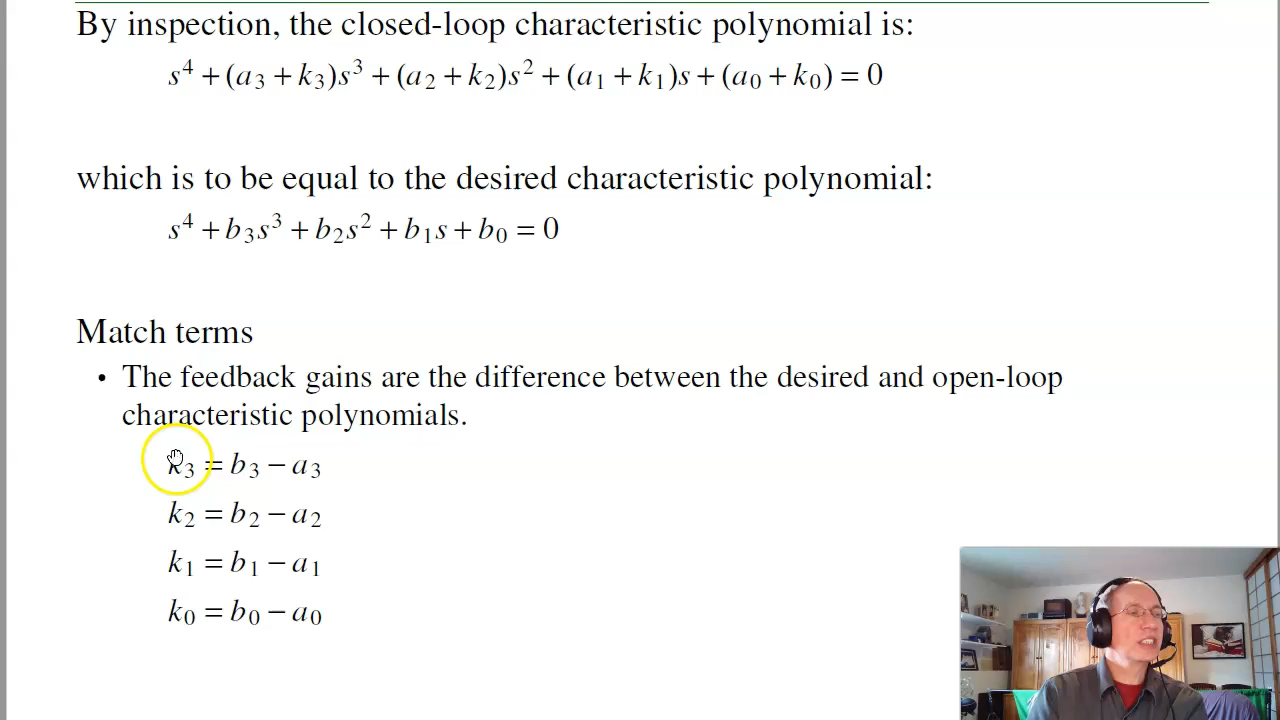 By inspection, the closed-loop characteristic polynomial is:
s⁴ + (a₃ + k₃)s³ + (a₂ + k₂)s² + (a₁ + k₁)s + (a₀ + k₀) = 0
which is to be equal to the desired characteristic polynomial:
s⁴ + b₃s³ + b₂s² + b₁s + b₀ = 0
Match terms
• The feedback gains are the difference between the desired and open-loop
characteristic polynomials.
k₃ = b₃ − a₃
k₂ = b₂ − a₂
k₁ = b₁ − a₁
k₀ = b₀ − a₀